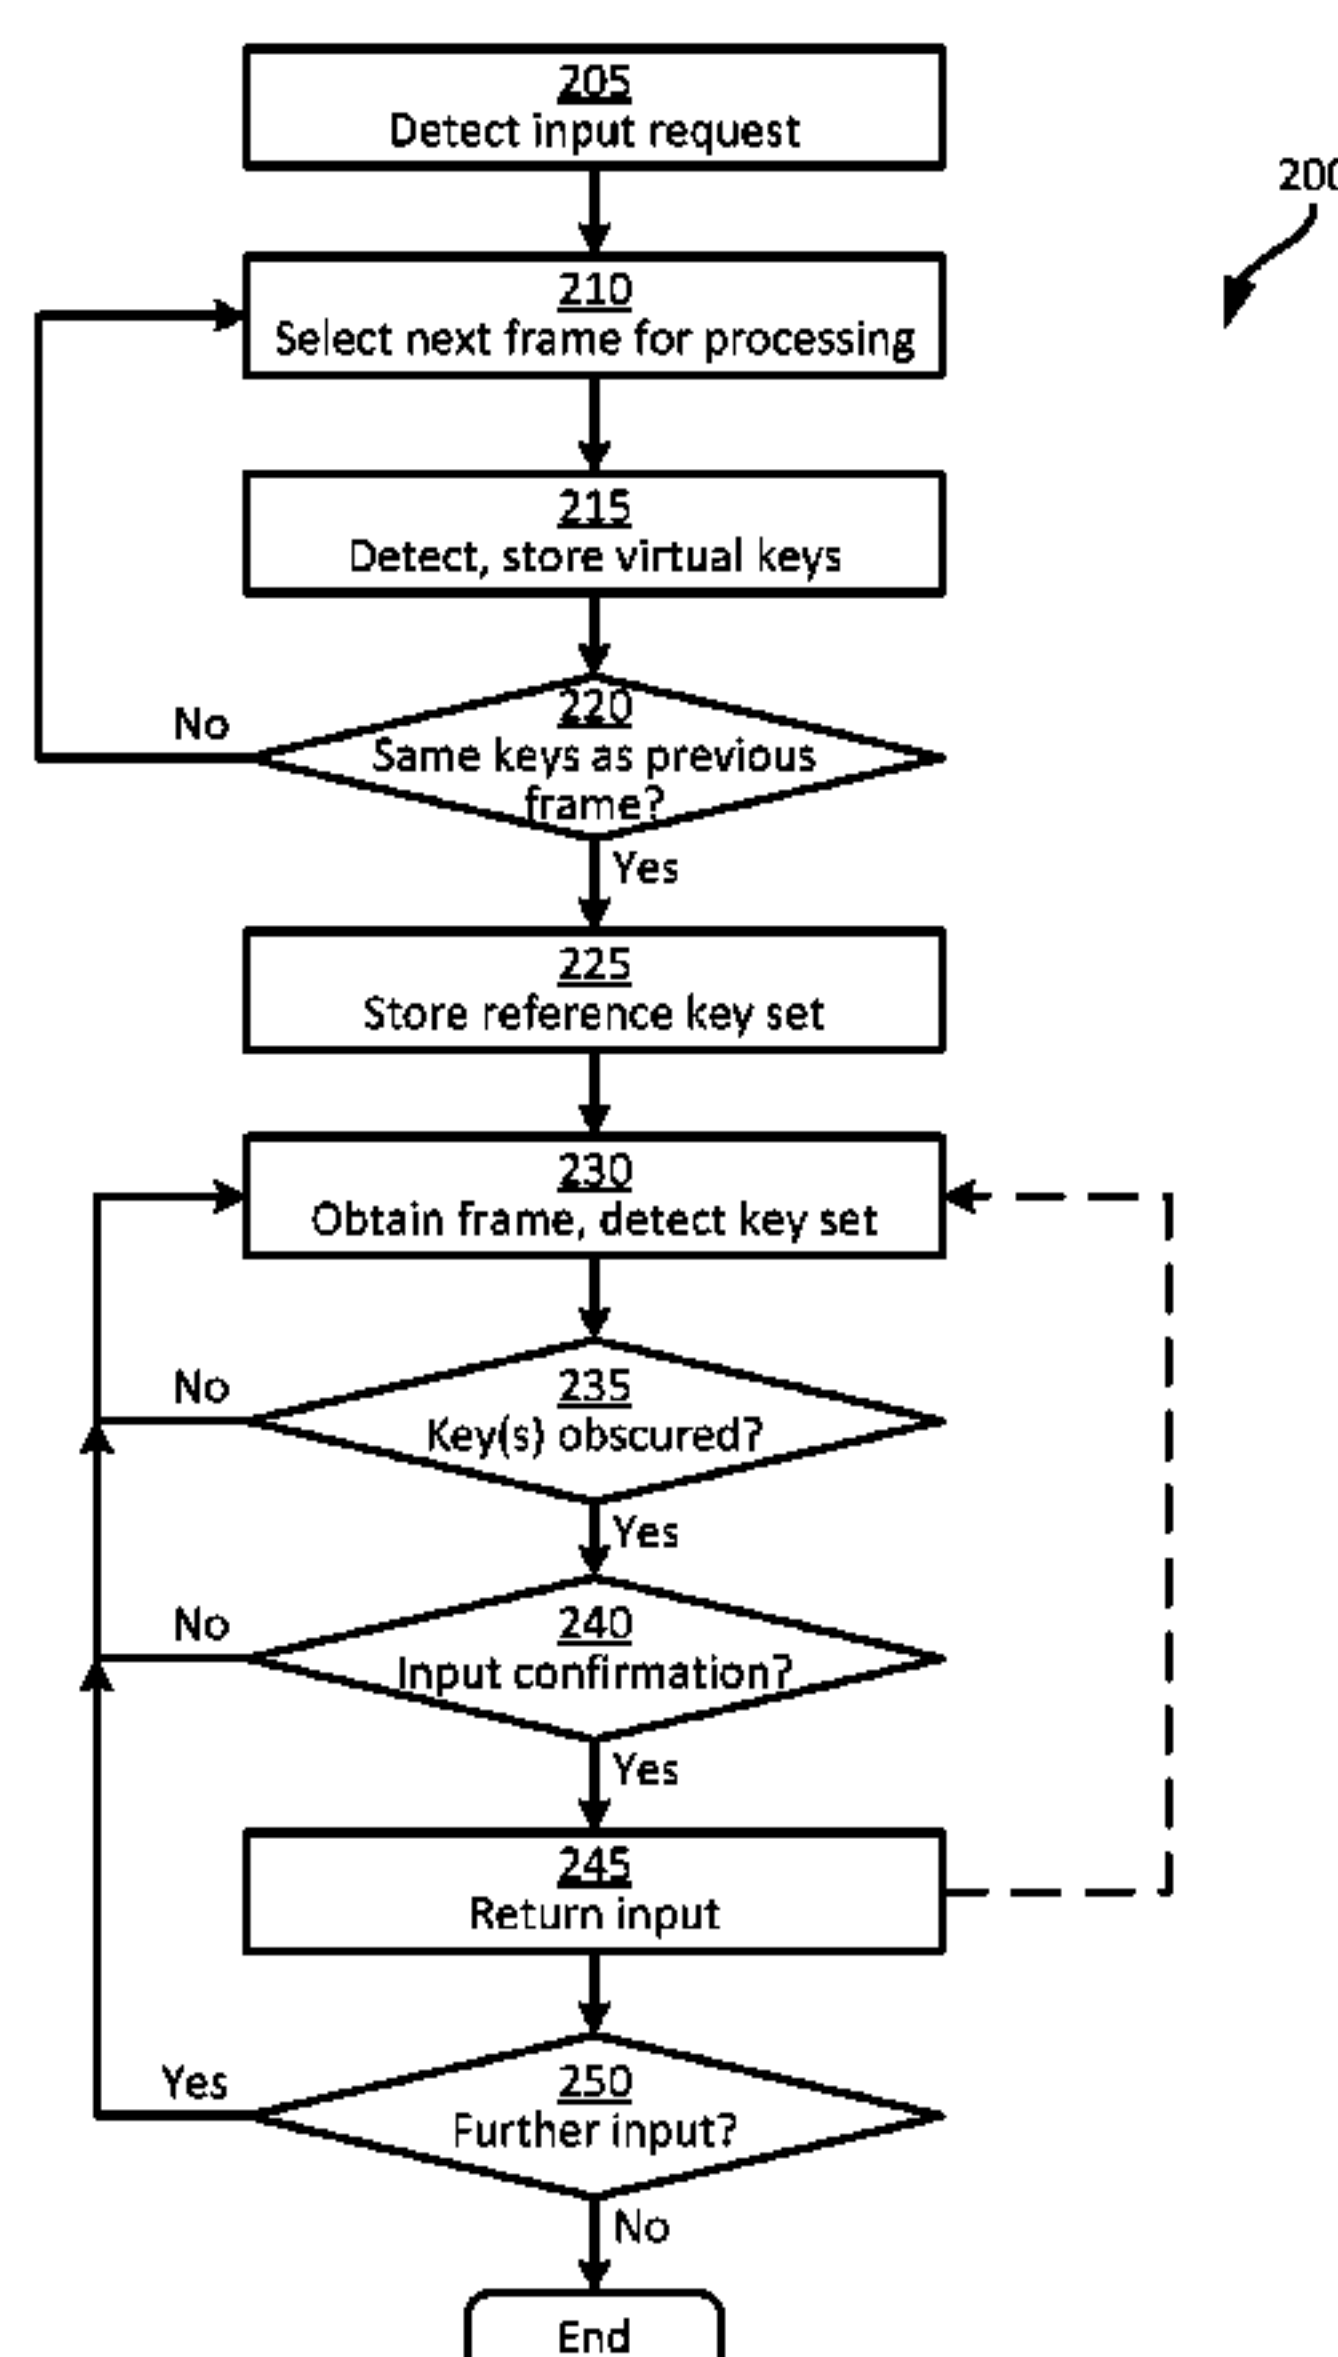 205
Detect input request
200
210
Select next frame for processing
215
Detect, store virtual keys
220
Same keys as previous
frame?
No
Yes
225
Store reference key set
230
Obtain frame, detect key set
235
Key(s) obscured?
No
Yes
240
Input confirmation?
No
Yes
245
Return input
250
Further input?
Yes
No
End